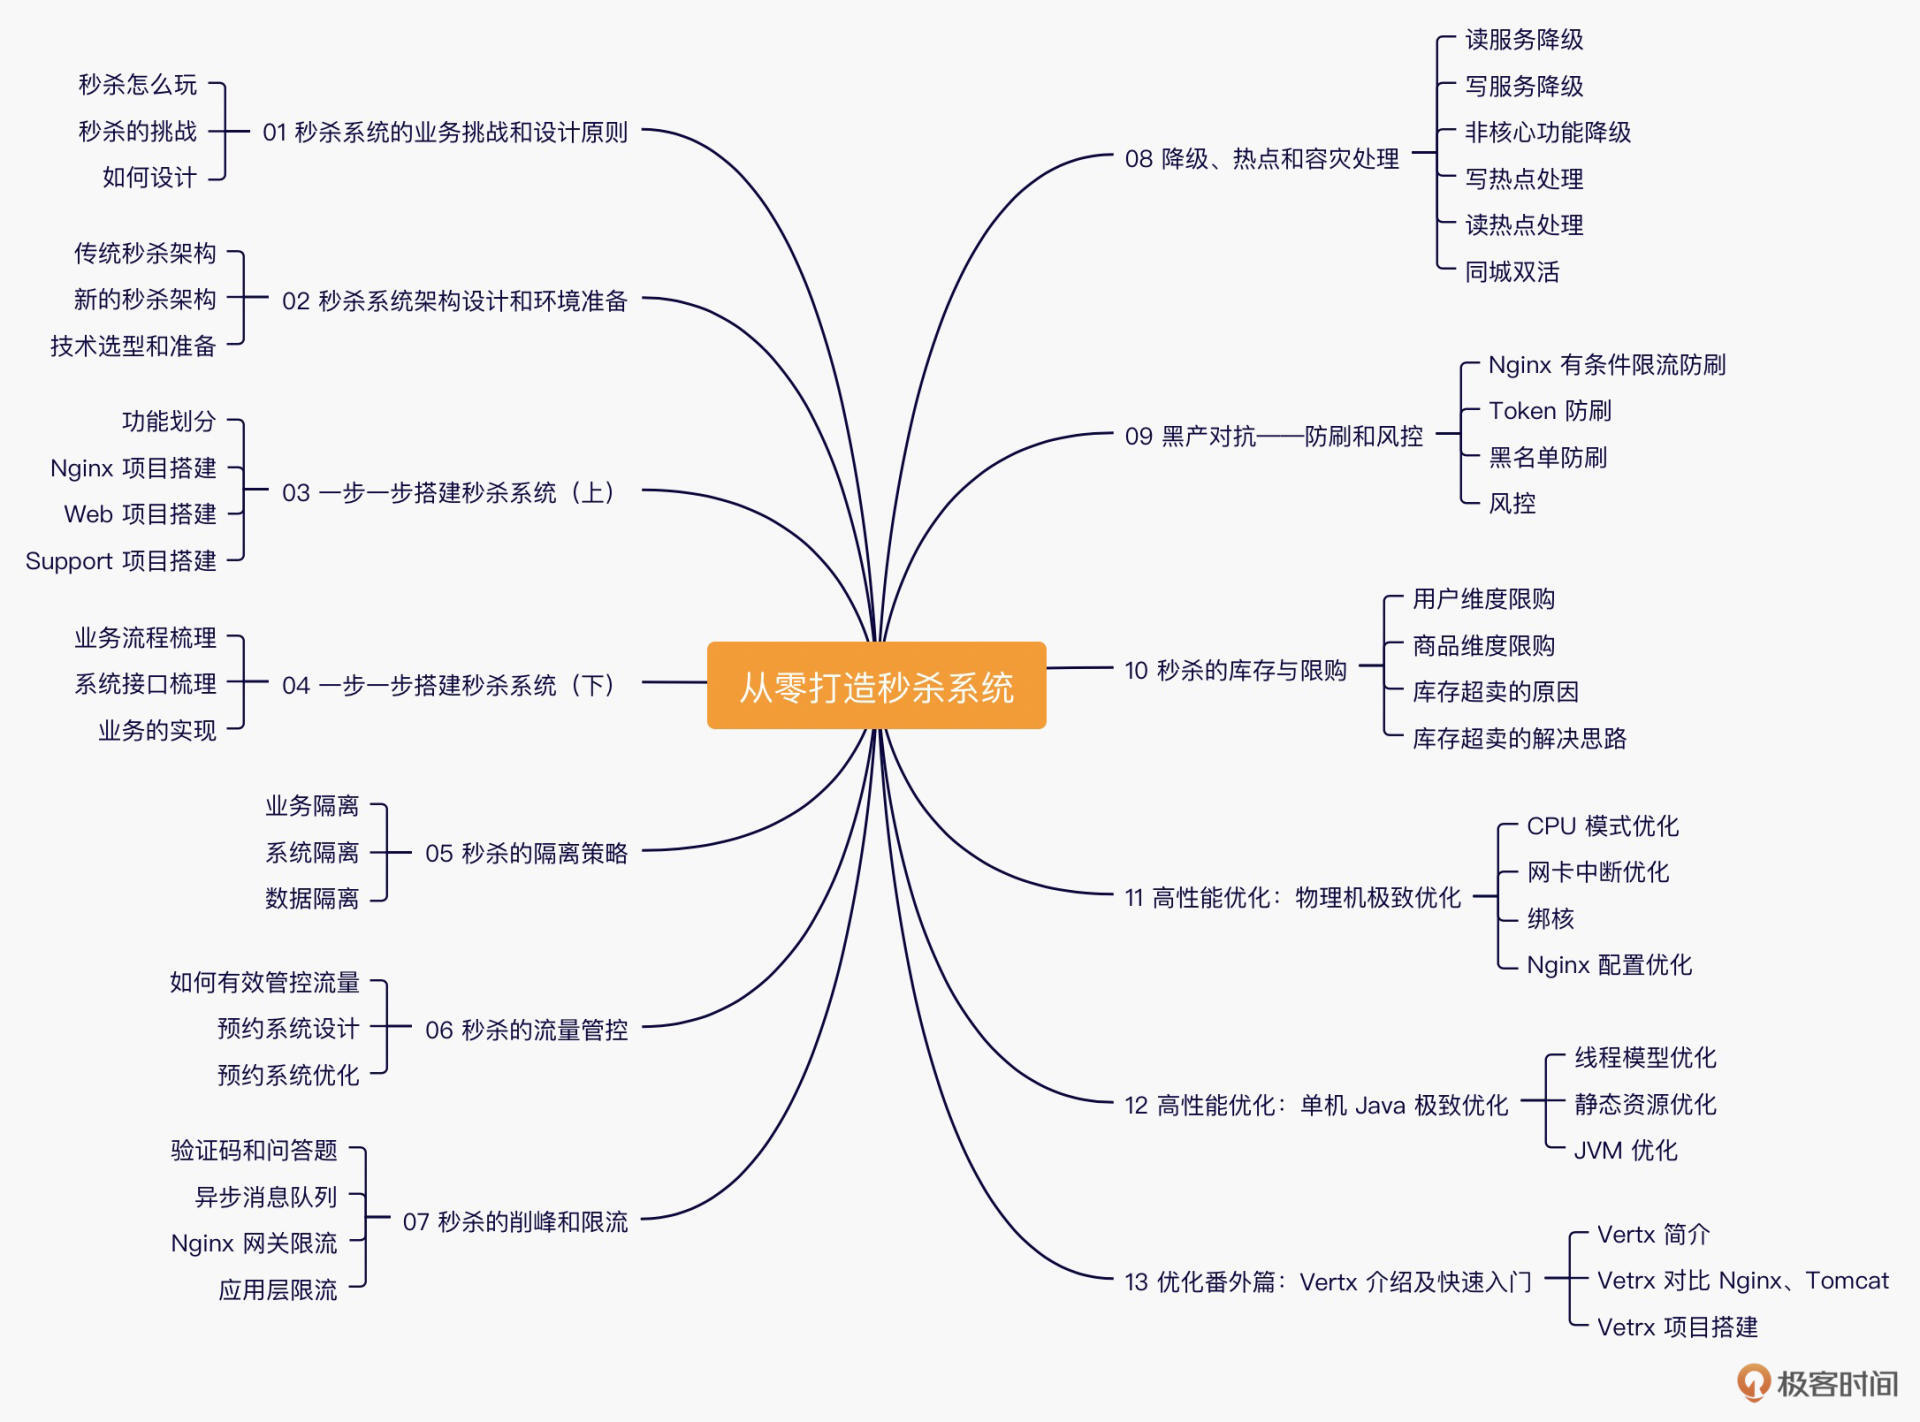 从零打造秒杀系统
01 秒杀系统的业务挑战和设计原则
秒杀怎么玩
秒杀的挑战
如何设计
02 秒杀系统架构设计和环境准备
传统秒杀架构
新的秒杀架构
技术选型和准备
03 一步一步搭建秒杀系统（上）
功能划分
Nginx 项目搭建
Web 项目搭建
Support 项目搭建
04 一步一步搭建秒杀系统（下）
业务流程梳理
系统接口梳理
业务的实现
05 秒杀的隔离策略
业务隔离
系统隔离
数据隔离
06 秒杀的流量管控
如何有效管控流量
预约系统设计
预约系统优化
07 秒杀的削峰和限流
验证码和问答题
异步消息队列
Nginx 网关限流
应用层限流
08 降级、热点和容灾处理
读服务降级
写服务降级
非核心功能降级
写热点处理
读热点处理
同城双活
09 黑产对抗——防刷和风控
Nginx 有条件限流防刷
Token 防刷
黑名单防刷
风控
10 秒杀的库存与限购
用户维度限购
商品维度限购
库存超卖的原因
库存超卖的解决思路
11 高性能优化：物理机极致优化
CPU 模式优化
网卡中断优化
绑核
Nginx 配置优化
12 高性能优化：单机 Java 极致优化
线程模型优化
静态资源优化
JVM 优化
13 优化番外篇：Vertx 介绍及快速入门
Vertx 简介
Vetrx 对比 Nginx、Tomcat
Vetrx 项目搭建
极客时间